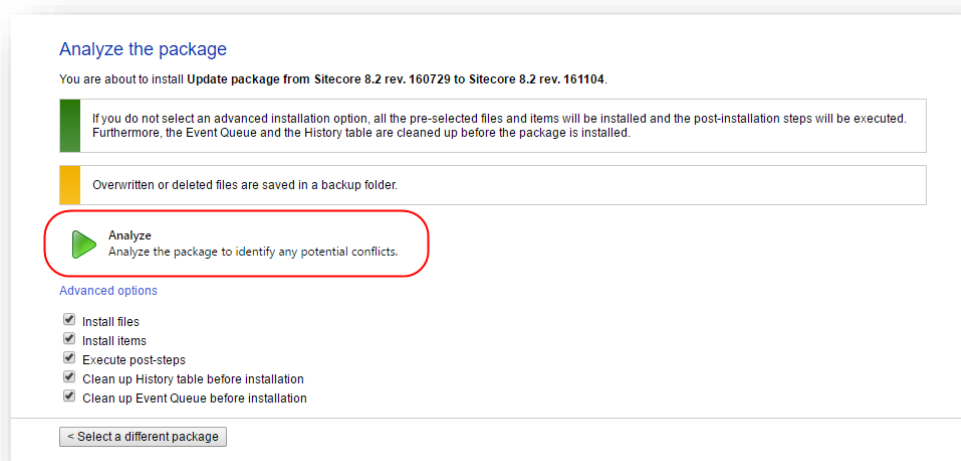 Analyze the package
You are about to install Update package from Sitecore 8.2 rev. 160729 to Sitecore 8.2 rev. 161104.
If you do not select an advanced installation option, all the pre-selected files and items will be installed and the post-installation steps will be executed.
Furthermore, the Event Queue and the History table are cleaned up before the package is installed.
Overwritten or deleted files are saved in a backup folder.
Analyze
Analyze the package to identify any potential conflicts.
Advanced options
Install files
Install items
Execute post-steps
Clean up History table before installation
Clean up Event Queue before installation
< Select a different package